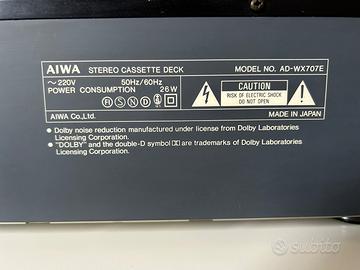 AIWA STEREO CASSETTE DECK MODEL NO. AD-WX707E
~220V 50Hz/60Hz
POWER CONSUMPTION 26W
CAUTION
RISK OF ELECTRIC SHOCK
DO NOT OPEN
FI S N D
AIWA Co.,Ltd. MADE IN JAPAN
• Dolby noise reduction manufactured under license from Dolby Laboratories
Licensing Corporation.
• "DOLBY" and the double-D symbol are trademarks of Dolby Laboratories
Licensing Corporation.
subito